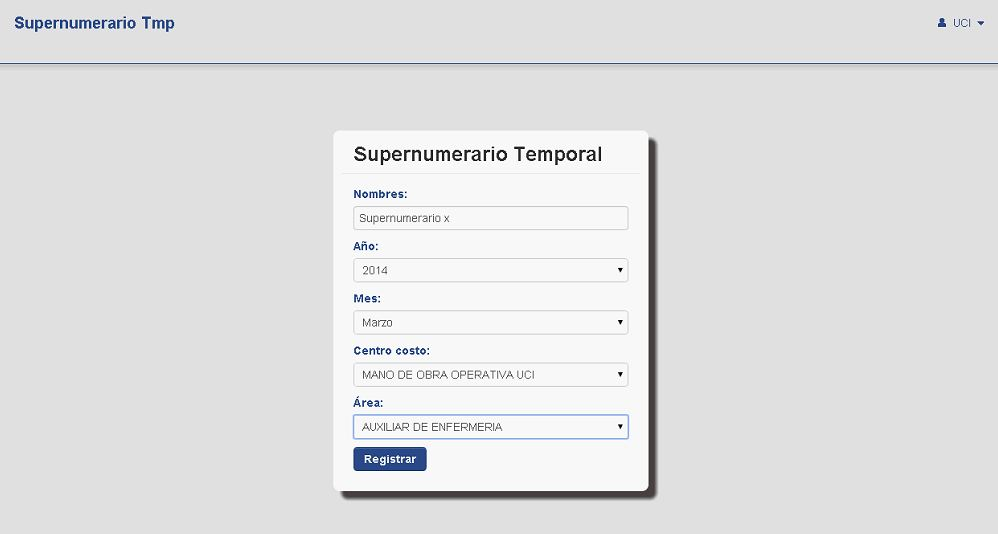 Supernumerario Tmp
UCI
Supernumerario Temporal
Nombres:
Supernumerario x
Año:
2014
Mes:
Marzo
Centro costo:
MANO DE OBRA OPERATIVA UCI
Área:
AUXILIAR DE ENFERMERIA
Registrar